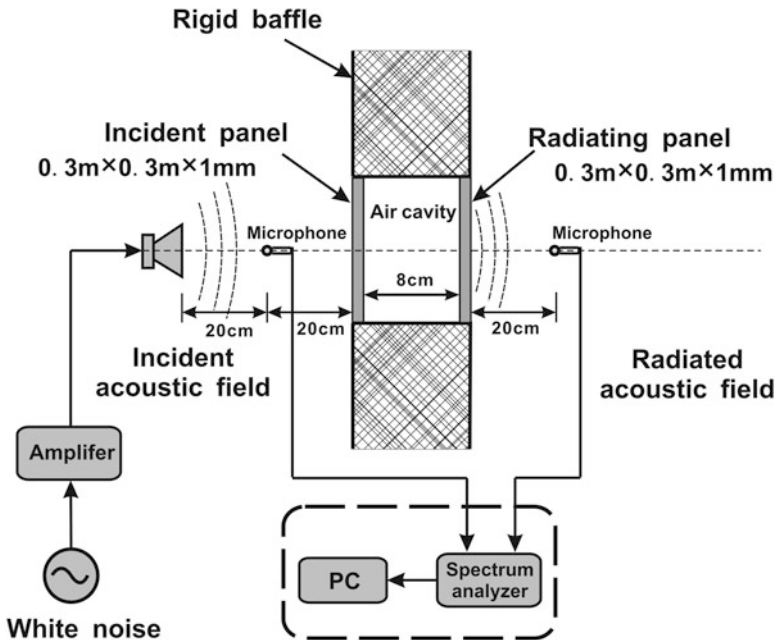 Rigid baffle
Incident panel
0. 3m×0. 3m×1mm
Radiating panel
0. 3m×0. 3m×1mm
Air cavity
Microphone
Microphone
8cm
20cm
20cm
20cm
Incident
acoustic field
Radiated
acoustic field
Amplifer
PC
Spectrum
analyzer
White noise